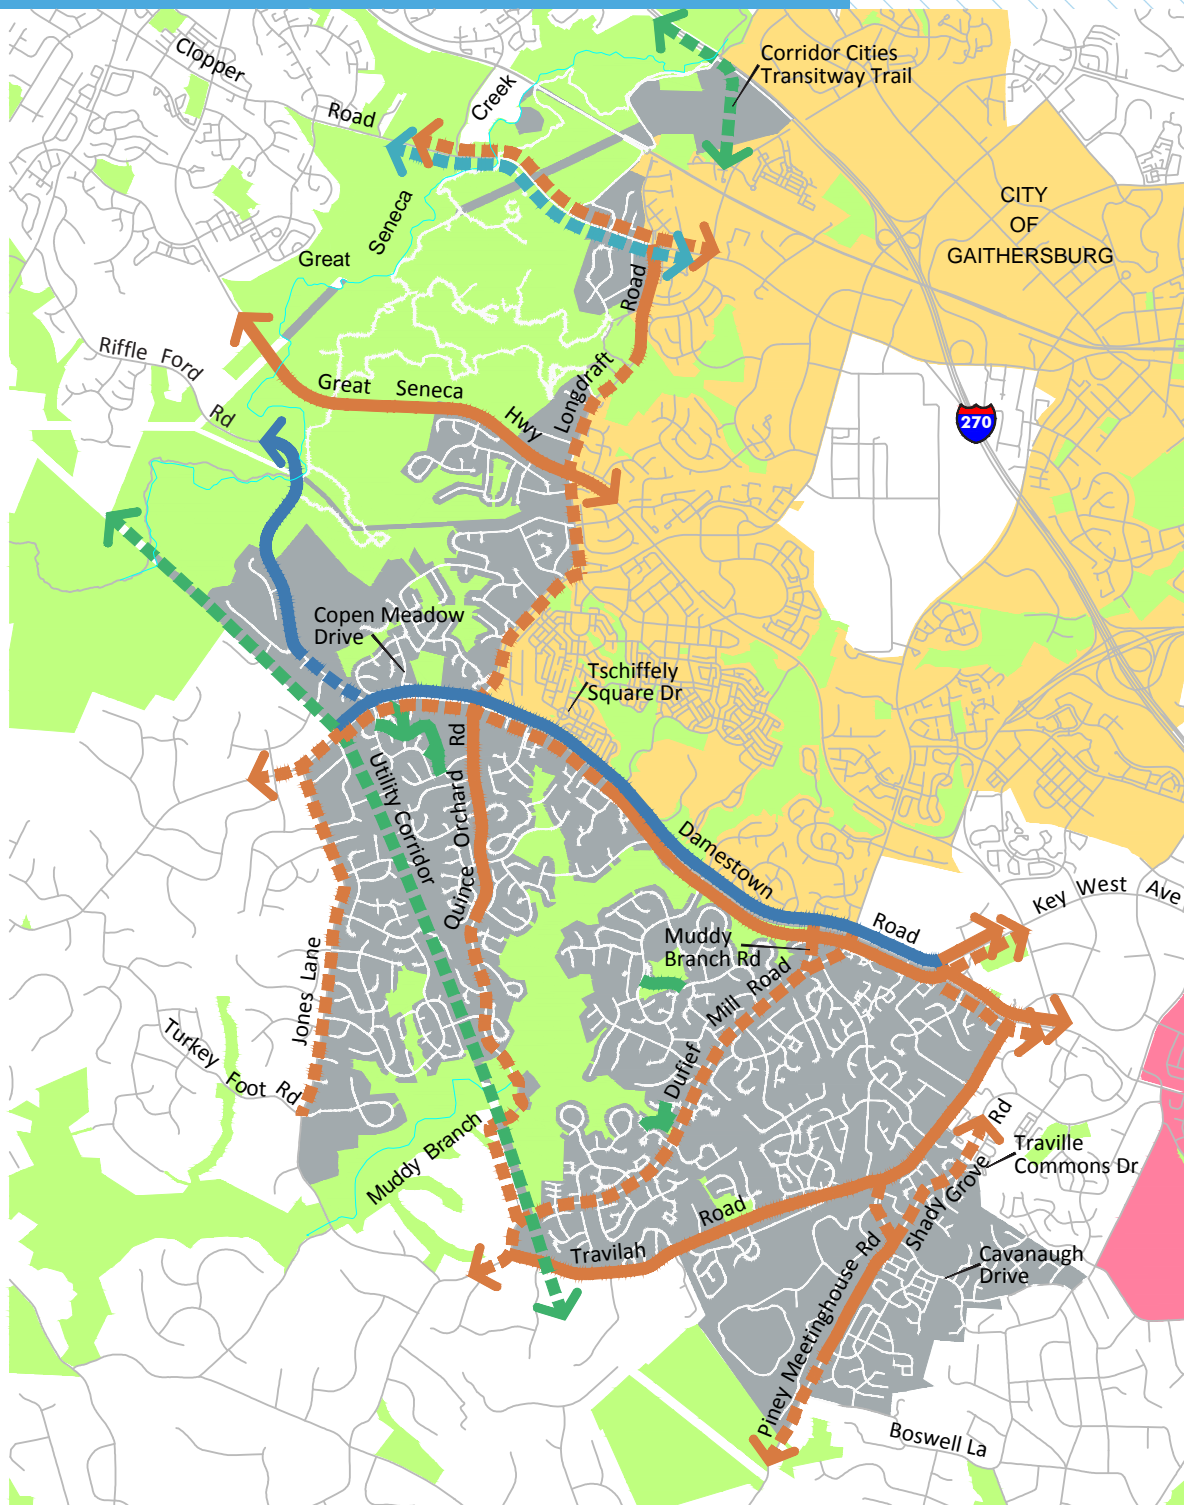 Corridor Cities
Transitway Trail
Clopper
Road
Creek
CITY
OF
GAITHERSBURG
Seneca
Great
Road
Riffle Ford
Rd
Great Seneca
Hwy
Longdraft
270
Copen Meadow
Drive
Tschiffely
Square Dr
Utility Corridor
Quince Orchard Rd
Damestown
Road
Key West Ave
Muddy
Branch Rd
Mill Road
Dufief
Jones Lane
Turkey Foot Rd
Muddy Branch
Traville
Commons Dr
Shady Grove Rd
Travilah
Road
Cavanaugh
Drive
Piney Meetinghouse Rd
Boswell La